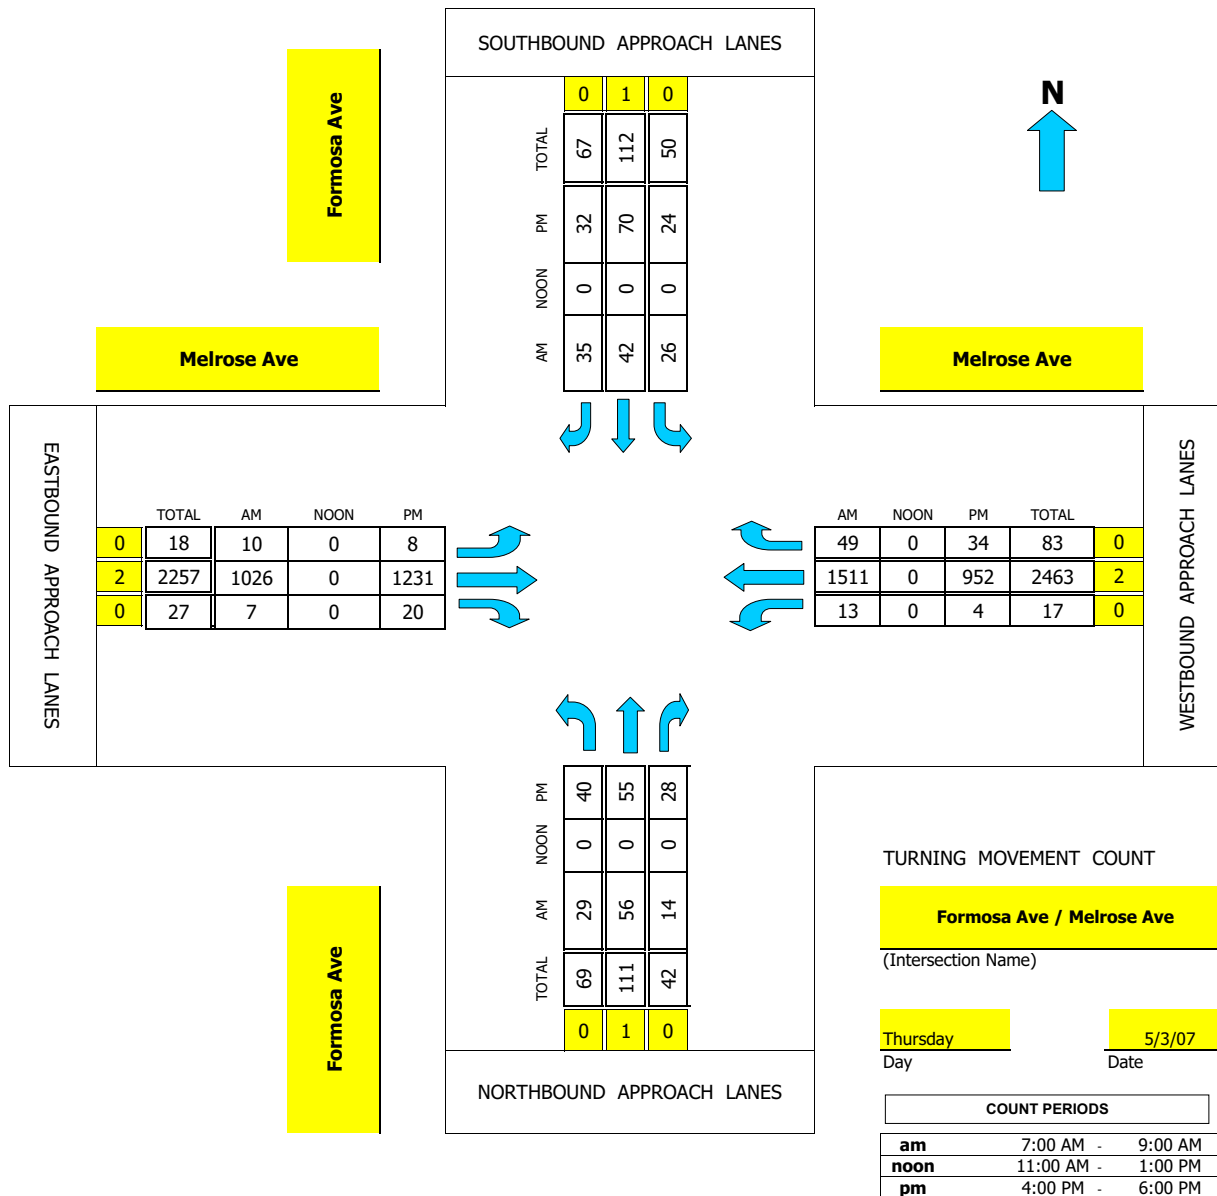 SOUTHBOUND APPROACH LANES
0 1 0
N
Formosa Ave
TOTAL 67 112 50
PM 32 70 24
NOON 0 0 0
AM 35 42 26
Melrose Ave
Melrose Ave
EASTBOUND APPROACH LANES
TOTAL AM NOON PM
0 18 10 0 8
2 2257 1026 0 1231
0 27 7 0 20
AM NOON PM TOTAL
49 0 34 83 0
1511 0 952 2463 2
13 0 4 17 0
WESTBOUND APPROACH LANES
PM 40 55 28
NOON 0 0 0
AM 29 56 14
TOTAL 69 111 42
0 1 0
NORTHBOUND APPROACH LANES
Formosa Ave
TURNING MOVEMENT COUNT
Formosa Ave / Melrose Ave
(Intersection Name)
Thursday 5/3/07
Day Date
COUNT PERIODS
am 7:00 AM - 9:00 AM
noon 11:00 AM - 1:00 PM
pm 4:00 PM - 6:00 PM